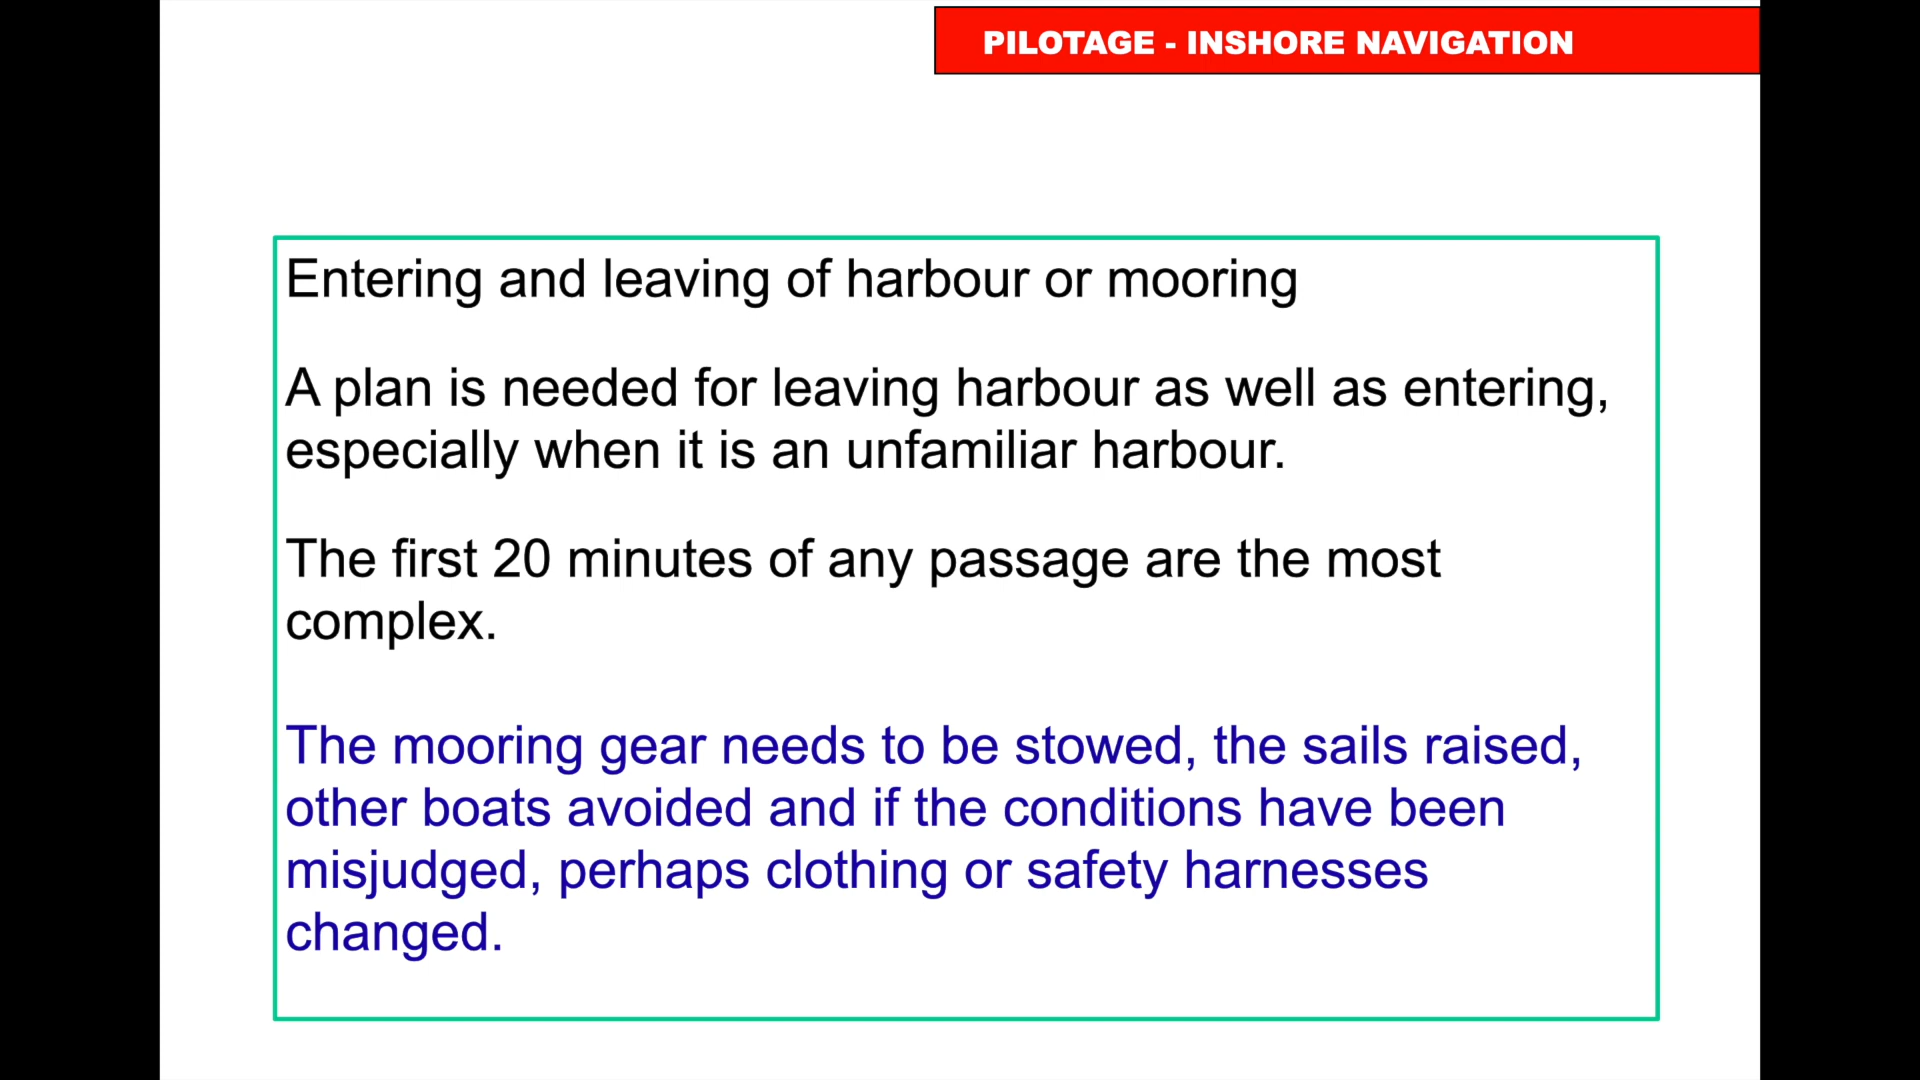 PILOTAGE - INSHORE NAVIGATION
Entering and leaving of harbour or mooring
A plan is needed for leaving harbour as well as entering,
especially when it is an unfamiliar harbour.
The first 20 minutes of any passage are the most
complex.
The mooring gear needs to be stowed, the sails raised,
other boats avoided and if the conditions have been
misjudged, perhaps clothing or safety harnesses
changed.